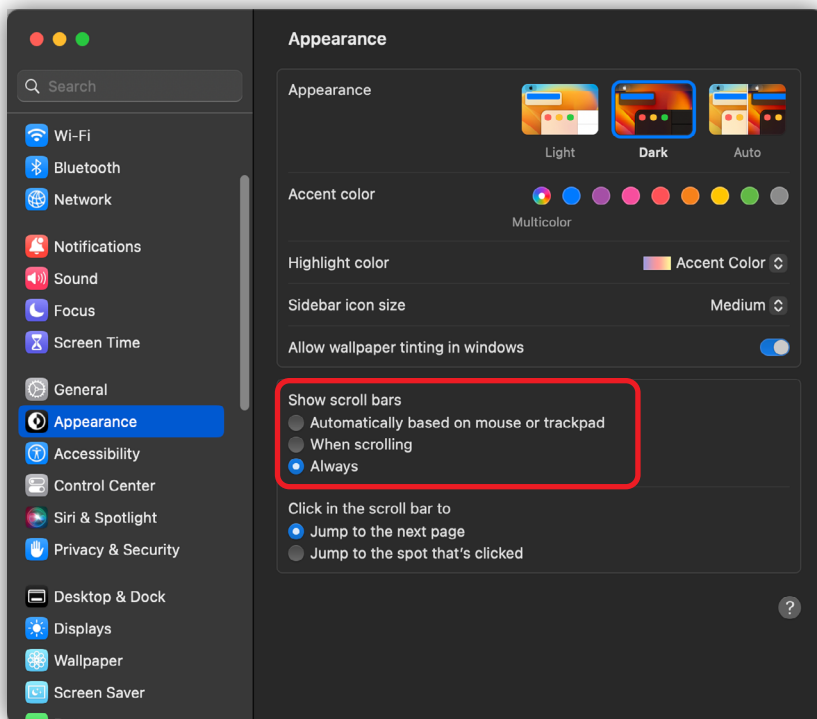 Search
Wi-Fi
Bluetooth
Network
Notifications
Sound
Focus
Screen Time
General
Appearance
Accessibility
Control Center
Siri & Spotlight
Privacy & Security
Desktop & Dock
Displays
Wallpaper
Screen Saver
Appearance
Appearance
Light
Dark
Auto
Accent color
Multicolor
Highlight color
Accent Color
Sidebar icon size
Medium
Allow wallpaper tinting in windows
Show scroll bars
Automatically based on mouse or trackpad
When scrolling
Always
Click in the scroll bar to
Jump to the next page
Jump to the spot that's clicked
?